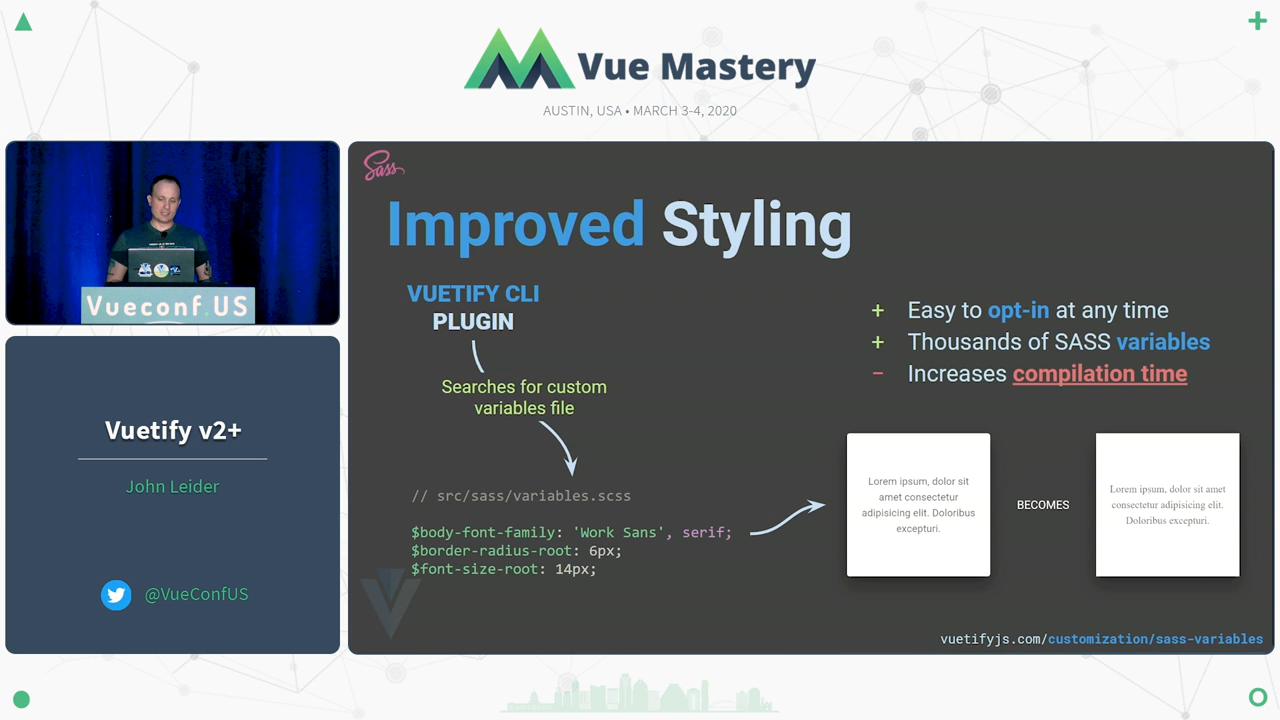 Vue Mastery
AUSTIN, USA • MARCH 3-4, 2020
Vueconf.US
Vuetify v2+
John Leider
@VueConfUS
Sass
Improved Styling
VUETIFY CLI
PLUGIN
Searches for custom
variables file
// src/sass/variables.scss
$body-font-family: 'Work Sans', serif;
$border-radius-root: 6px;
$font-size-root: 14px;
+ Easy to opt-in at any time
+ Thousands of SASS variables
− Increases compilation time
Lorem ipsum, dolor sit
amet consectetur
adipisicing elit. Doloribus
excepturi.
BECOMES
Lorem ipsum, dolor sit amet
consectetur adipisicing elit.
Doloribus excepturi.
vuetifyjs.com/customization/sass-variables